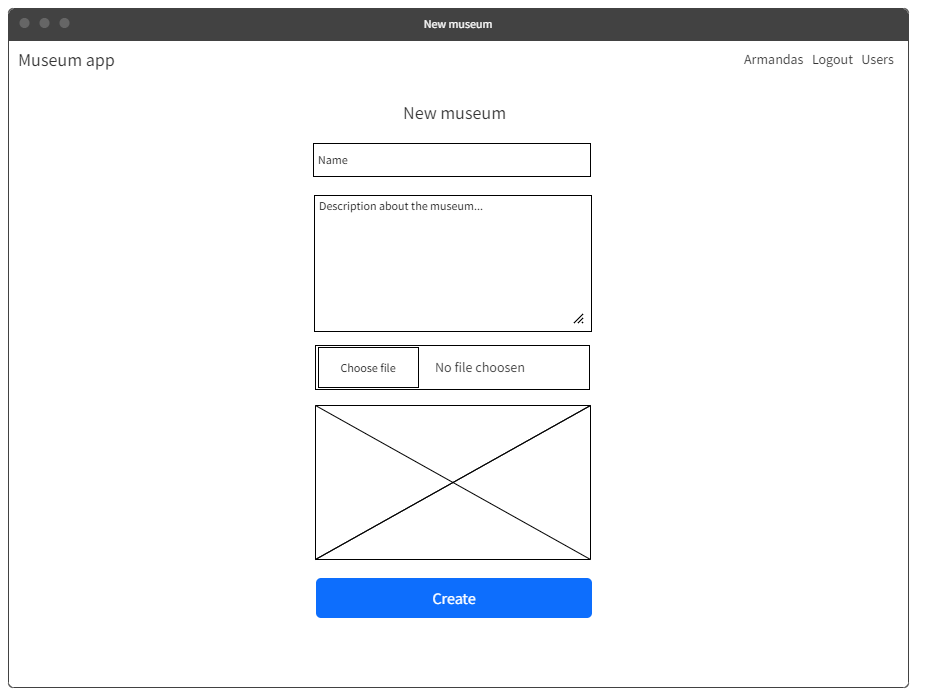 New museum
Museum app
Armandas Logout Users
New museum
Name
Description about the museum...
Choose file
No file choosen
Create